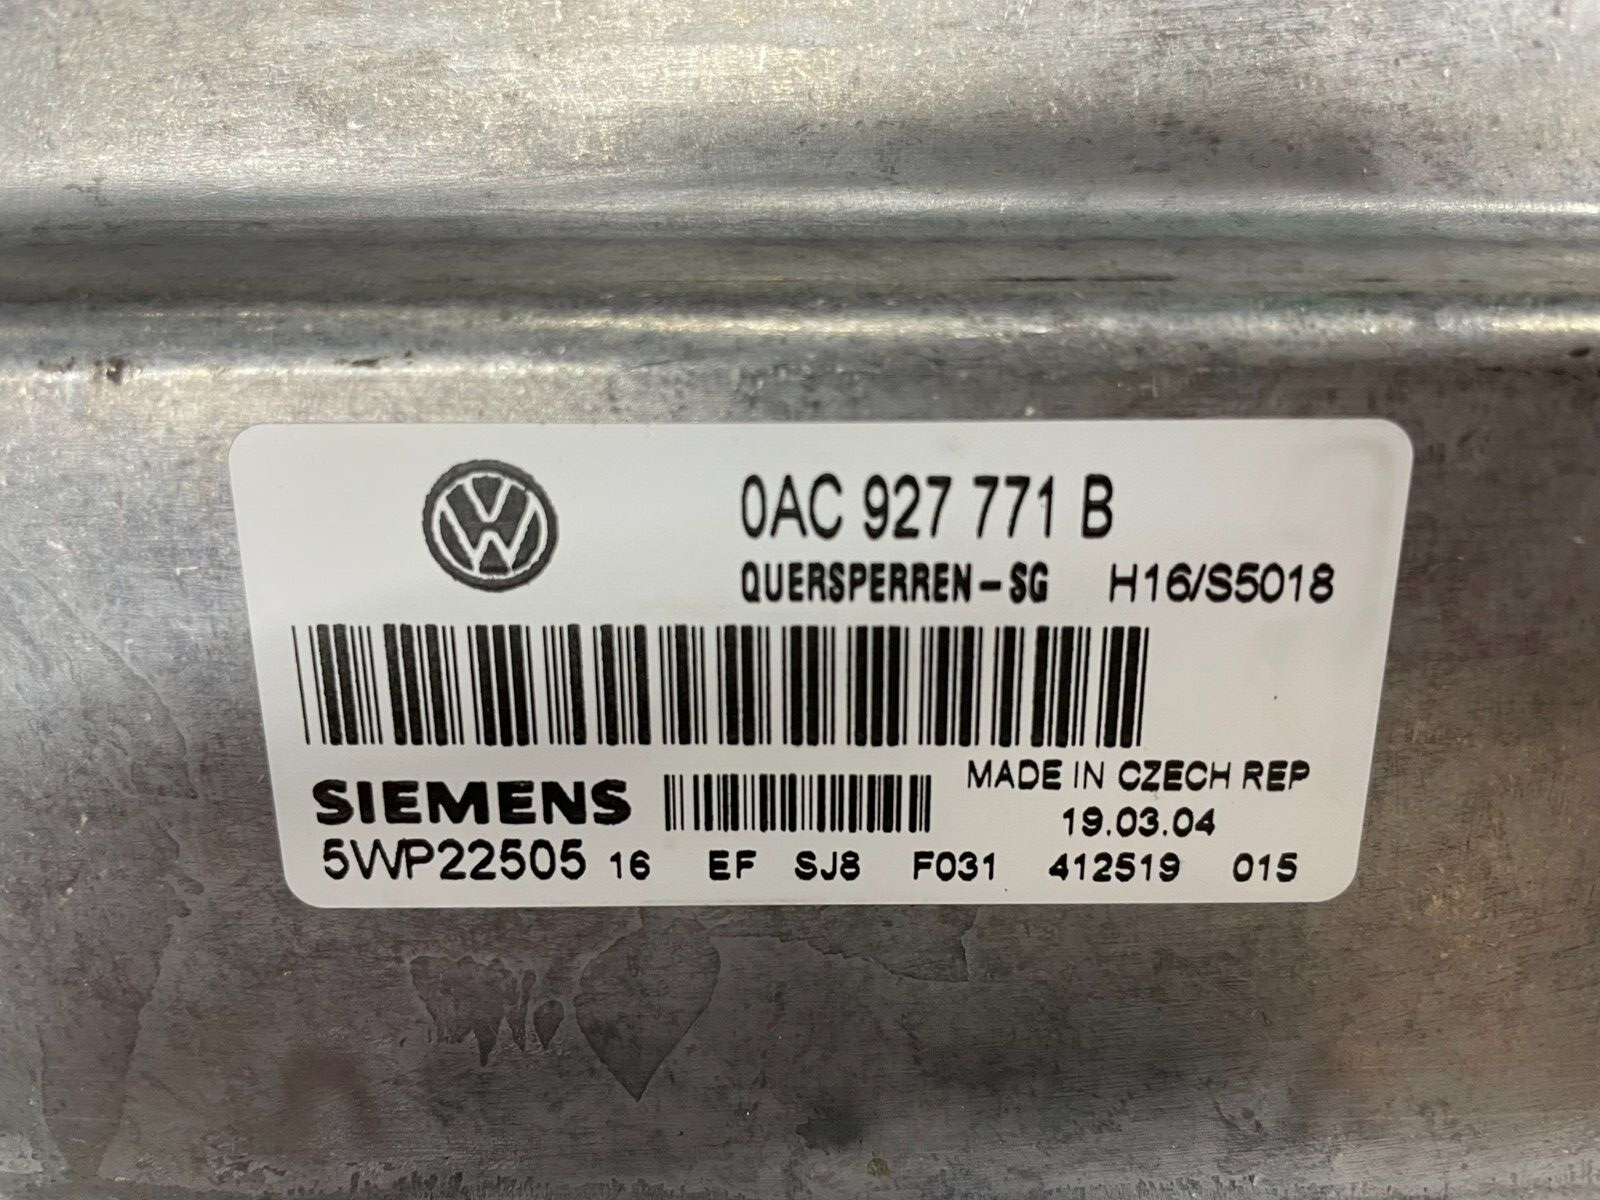 0AC 927 771 B
QUERSPERREN-SG H16/S5018
MADE IN CZECH REP
SIEMENS
19.03.04
5WP22505 16 EF SJ8 F031 412519 015